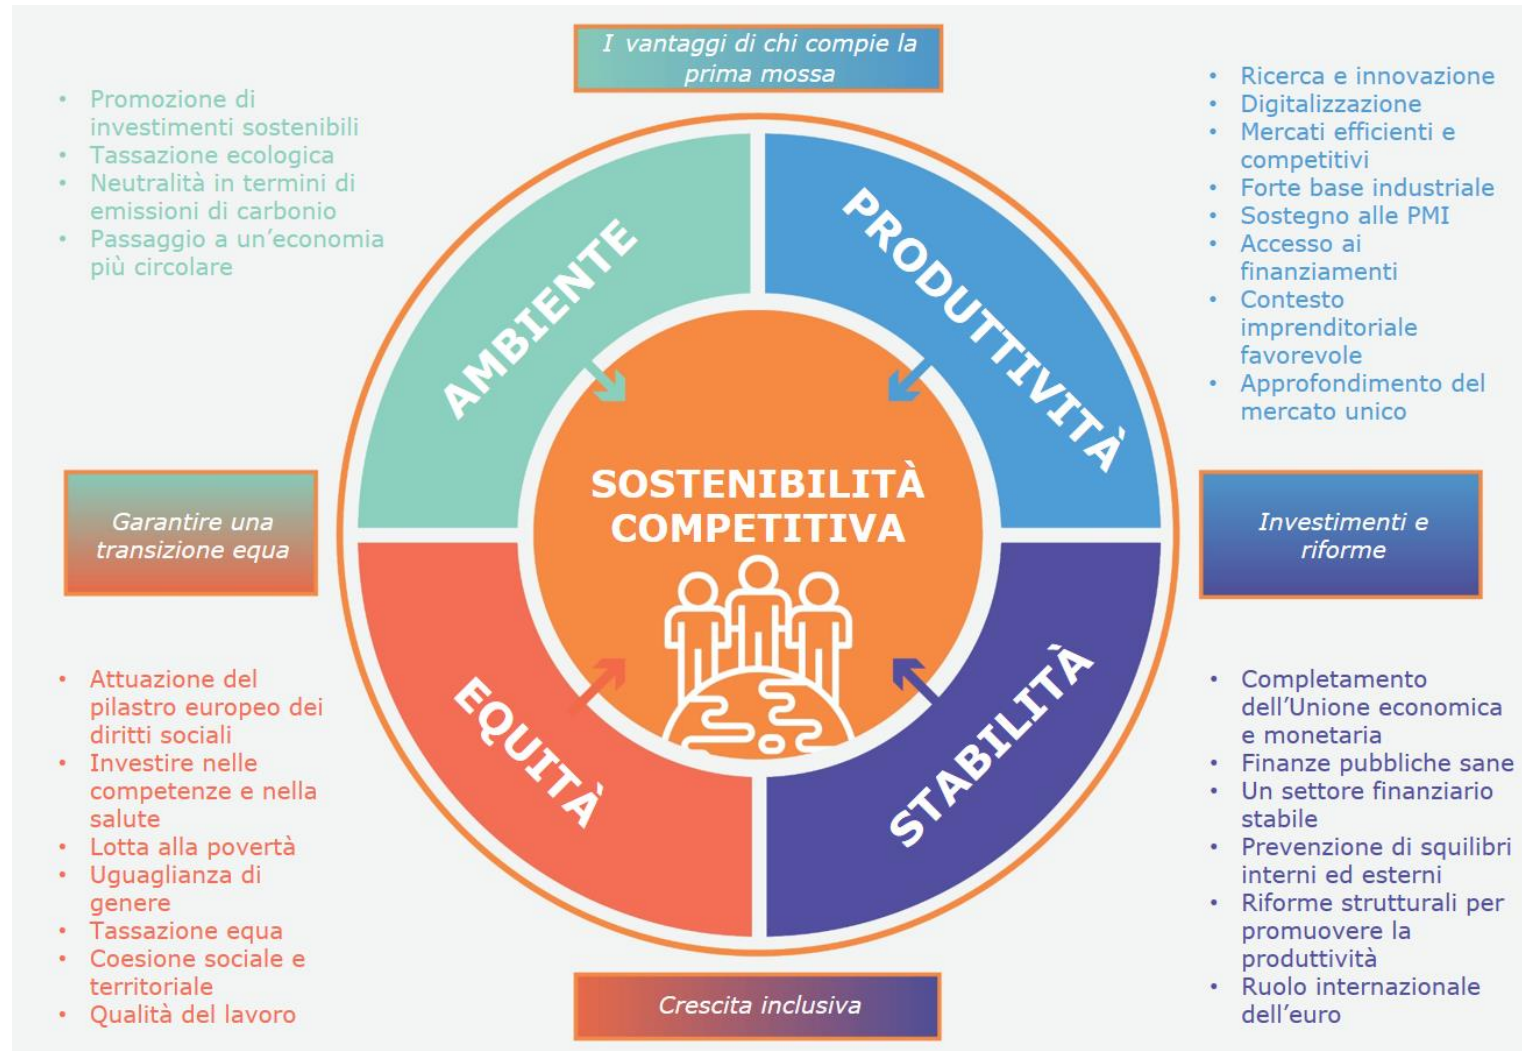 I vantaggi di chi compie la
prima mossa
• Promozione di
investimenti sostenibili
• Tassazione ecologica
• Neutralità in termini di
emissioni di carbonio
• Passaggio a un'economia
più circolare
• Ricerca e innovazione
• Digitalizzazione
• Mercati efficienti e
competitivi
• Forte base industriale
• Sostegno alle PMI
• Accesso ai
finanziamenti
• Contesto
imprenditoriale
favorevole
• Approfondimento del
mercato unico
AMBIENTE
PRODUTTIVITÀ
Garantire una
transizione equa
SOSTENIBILITÀ
COMPETITIVA
Investimenti e
riforme
EQUITÀ
STABILITÀ
• Attuazione del
pilastro europeo dei
diritti sociali
• Investire nelle
competenze e nella
salute
• Lotta alla povertà
• Uguaglianza di
genere
• Tassazione equa
• Coesione sociale e
territoriale
• Qualità del lavoro
• Completamento
dell'Unione economica
e monetaria
• Finanze pubbliche sane
• Un settore finanziario
stabile
• Prevenzione di squilibri
interni ed esterni
• Riforme strutturali per
promuovere la
produttività
• Ruolo internazionale
dell'euro
Crescita inclusiva